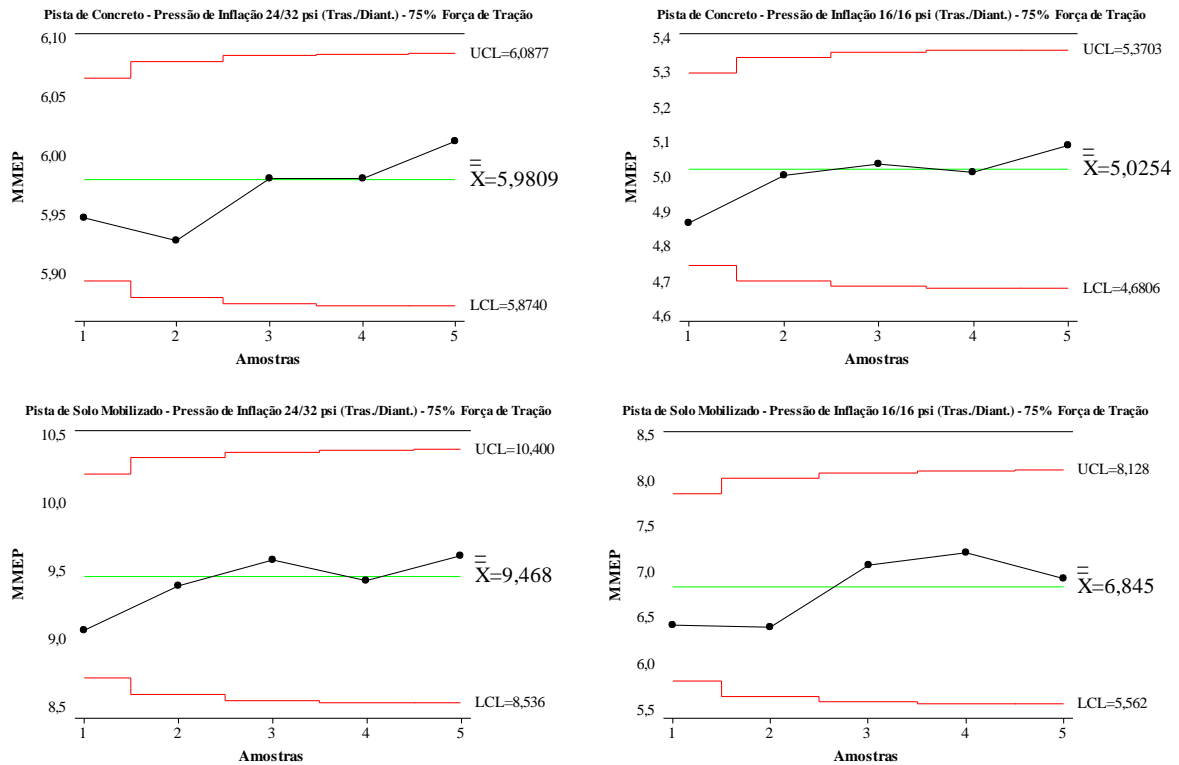 Pista de Concreto - Pressão de Inflação 24/32 psi (Tras./Diant.) - 75% Força de Tração
6,10
6,05
6,00
5,95
5,90
MMEP
UCL=6,0877
X=5,9809
LCL=5,8740
1 2 3 4 5
Amostras
Pista de Concreto - Pressão de Inflação 16/16 psi (Tras./Diant.) - 75% Força de Tração
5,4
5,3
5,2
5,1
5,0
4,9
4,8
4,7
4,6
MMEP
UCL=5,3703
X=5,0254
LCL=4,6806
1 2 3 4 5
Amostras
Pista de Solo Mobilizado - Pressão de Inflação 24/32 psi (Tras./Diant.) - 75% Força de Tração
10,5
10,0
9,5
9,0
8,5
MMEP
UCL=10,400
X=9,468
LCL=8,536
1 2 3 4 5
Amostras
Pista de Solo Mobilizado - Pressão de Inflação 16/16 psi (Tras./Diant.) - 75% Força de Tração
8,5
8,0
7,5
7,0
6,5
6,0
5,5
MMEP
UCL=8,128
X=6,845
LCL=5,562
1 2 3 4 5
Amostras